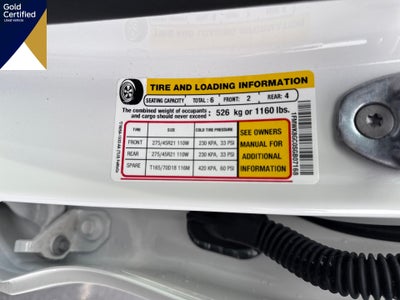 Gold
Certified
TIRE AND LOADING INFORMATION
SEATING CAPACITY TOTAL: 6 FRONT: 2 REAR: 4
The combined weight of occupants
and cargo should never exceed : 526 kg or 1160 lbs.
TIRE SIZE COLD TIRE PRESSURE
FRONT 275/45R21 110W 230 KPA, 33 PSI
REAR 275/45R21 110W 230 KPA, 33 PSI
SPARE T165/70D18 116M 420 KPA, 60 PSI
SEE OWNERS
MANUAL FOR
ADDITIONAL
INFORMATION